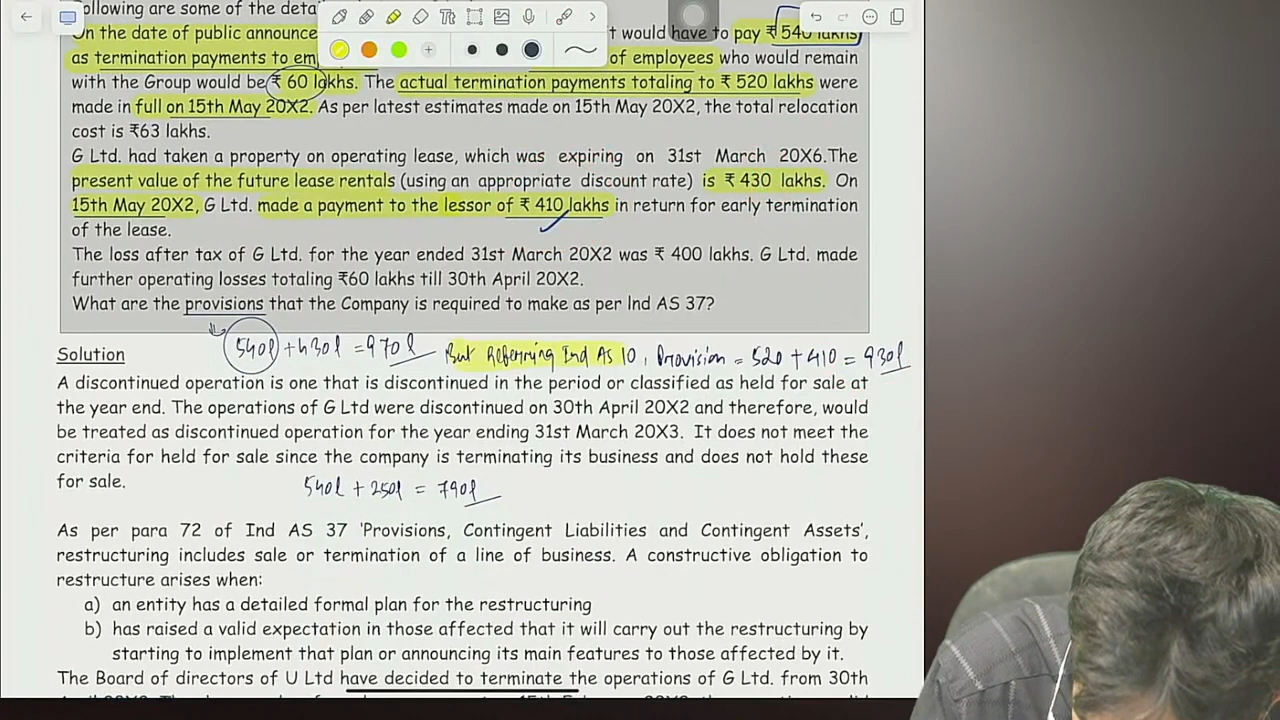 ollowing are some of the deta
On the date of public announce t would have to pay ₹ 540 lakhs
as termination payments to em of employees who would remain
with the Group would be ₹ 60 lakhs. The actual termination payments totaling to ₹ 520 lakhs were
made in full on 15th May 20X2. As per latest estimates made on 15th May 20X2, the total relocation
cost is ₹63 lakhs.
G Ltd. had taken a property on operating lease, which was expiring on 31st March 20X6.The
present value of the future lease rentals (using an appropriate discount rate) is ₹ 430 lakhs. On
15th May 20X2, G Ltd. made a payment to the lessor of ₹ 410 lakhs in return for early termination
of the lease.
The loss after tax of G Ltd. for the year ended 31st March 20X2 was ₹ 400 lakhs. G Ltd. made
further operating losses totaling ₹60 lakhs till 30th April 20X2.
What are the provisions that the Company is required to make as per Ind AS 37?
540l + 430l = 970l But Referring Ind AS 10, Provision = 520 + 410 = 930l
Solution
A discontinued operation is one that is discontinued in the period or classified as held for sale at
the year end. The operations of G Ltd were discontinued on 30th April 20X2 and therefore, would
be treated as discontinued operation for the year ending 31st March 20X3. It does not meet the
criteria for held for sale since the company is terminating its business and does not hold these
for sale.
540l + 250l = 790l
As per para 72 of Ind AS 37 ‘Provisions, Contingent Liabilities and Contingent Assets’,
restructuring includes sale or termination of a line of business. A constructive obligation to
restructure arises when:
a) an entity has a detailed formal plan for the restructuring
b) has raised a valid expectation in those affected that it will carry out the restructuring by
starting to implement that plan or announcing its main features to those affected by it.
The Board of directors of U Ltd have decided to terminate the operations of G Ltd. from 30th